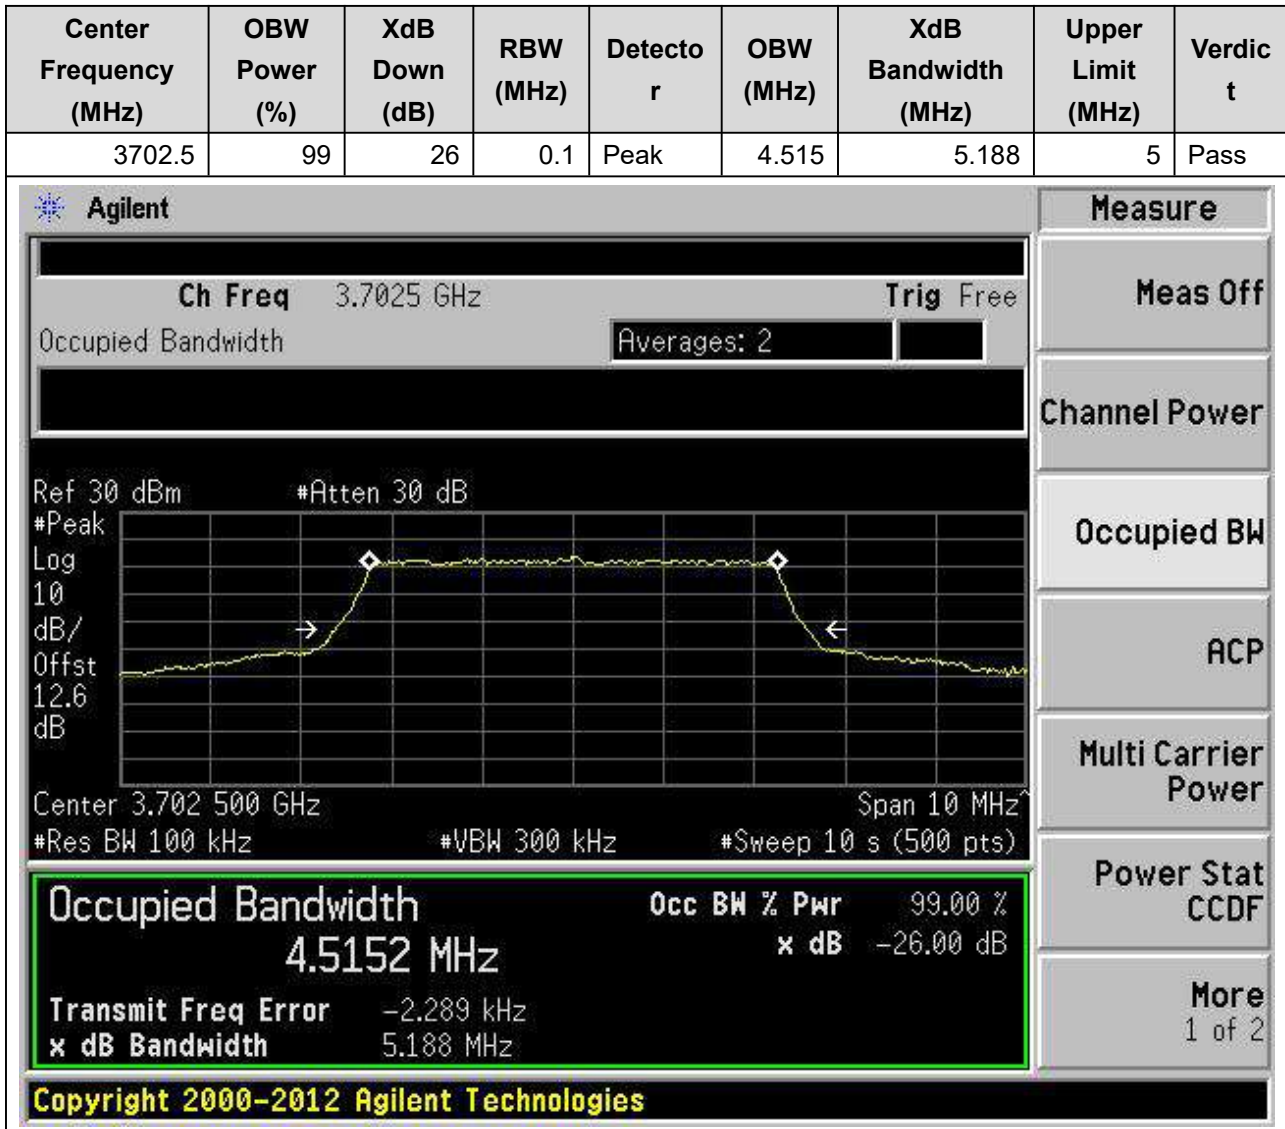 Center Frequency (MHz) OBW Power (%) XdB Down (dB) RBW (MHz) Detecto r OBW (MHz) XdB Bandwidth (MHz) Upper Limit (MHz) Verdic t
3702.5 99 26 0.1 Peak 4.515 5.188 5 Pass
Agilent
Measure
Ch Freq 3.7025 GHz Trig Free
Meas Off
Occupied Bandwidth Averages: 2
Channel Power
Ref 30 dBm #Atten 30 dB
#Peak
Log
10
dB/
Offst
12.6
dB
Occupied BW
ACP
Multi Carrier
Power
Center 3.702 500 GHz Span 10 MHz^
#Res BW 100 kHz #VBW 300 kHz #Sweep 10 s (500 pts)
Power Stat
CCDF
Occupied Bandwidth Occ BW % Pwr 99.00 %
4.5152 MHz x dB -26.00 dB
Transmit Freq Error -2.289 kHz
x dB Bandwidth 5.188 MHz
More
1 of 2
Copyright 2000-2012 Agilent Technologies